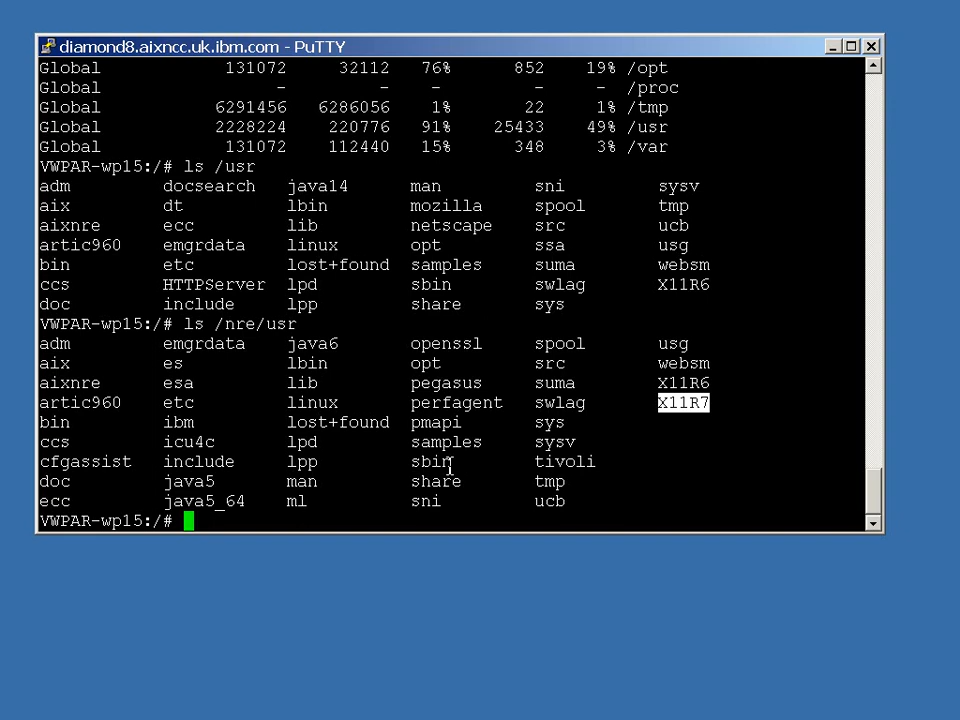 diamond8.aixncc.uk.ibm.com - PuTTY
Global 131072 32112 76% 852 19% /opt
Global - - - - - /proc
Global 6291456 6286056 1% 22 1% /tmp
Global 2228224 220776 91% 25433 49% /usr
Global 131072 112440 15% 348 3% /var
VWPAR-wp15:/# ls /usr
adm docsearch java14 man sni sysv
aix dt lbin mozilla spool tmp
aixnre ecc lib netscape src ucb
artic960 emgrdata linux opt ssa usg
bin etc lost+found samples suma websm
ccs HTTPServer lpd sbin swlag X11R6
doc include lpp share sys
VWPAR-wp15:/# ls /nre/usr
adm emgrdata java6 openssl spool usg
aix es lbin opt src websm
aixnre esa lib pegasus suma X11R6
artic960 etc linux perfagent swlag X11R7
bin ibm lost+found pmapi sys
ccs icu4c lpd samples sysv
cfgassist include lpp sbin tivoli
doc java5 man share tmp
ecc java5_64 ml sni ucb
VWPAR-wp15:/#